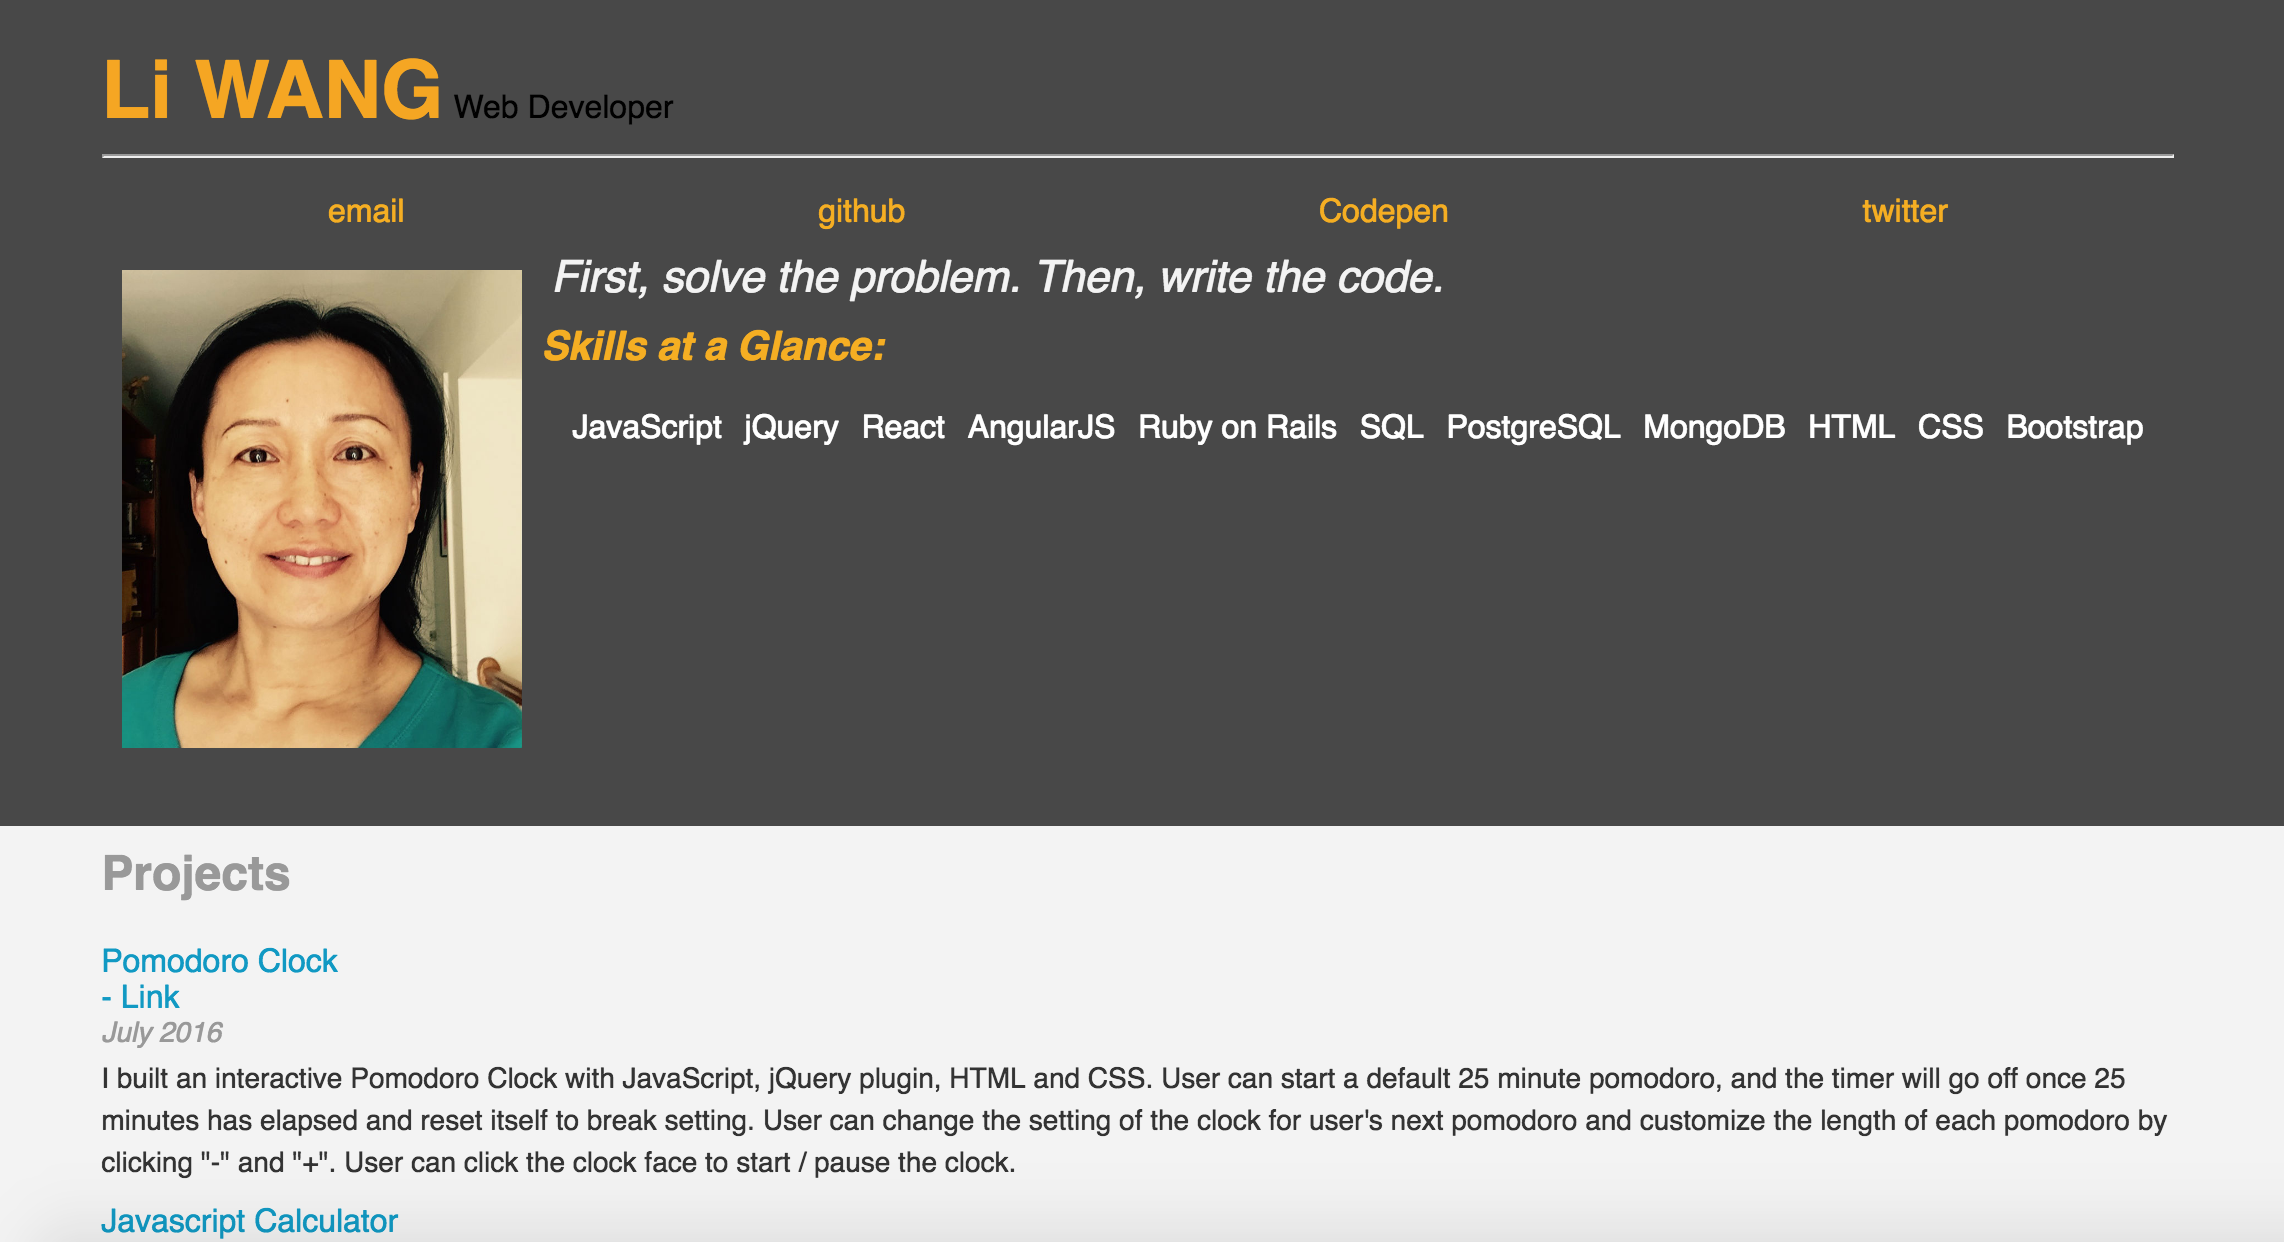 Li WANG Web Developer
email github Codepen twitter
First, solve the problem. Then, write the code.
Skills at a Glance:
JavaScript jQuery React AngularJS Ruby on Rails SQL PostgreSQL MongoDB HTML CSS Bootstrap
Projects
Pomodoro Clock
- Link
July 2016
I built an interactive Pomodoro Clock with JavaScript, jQuery plugin, HTML and CSS. User can start a default 25 minute pomodoro, and the timer will go off once 25
minutes has elapsed and reset itself to break setting. User can change the setting of the clock for user's next pomodoro and customize the length of each pomodoro by
clicking "-" and "+". User can click the clock face to start / pause the clock.
Javascript Calculator